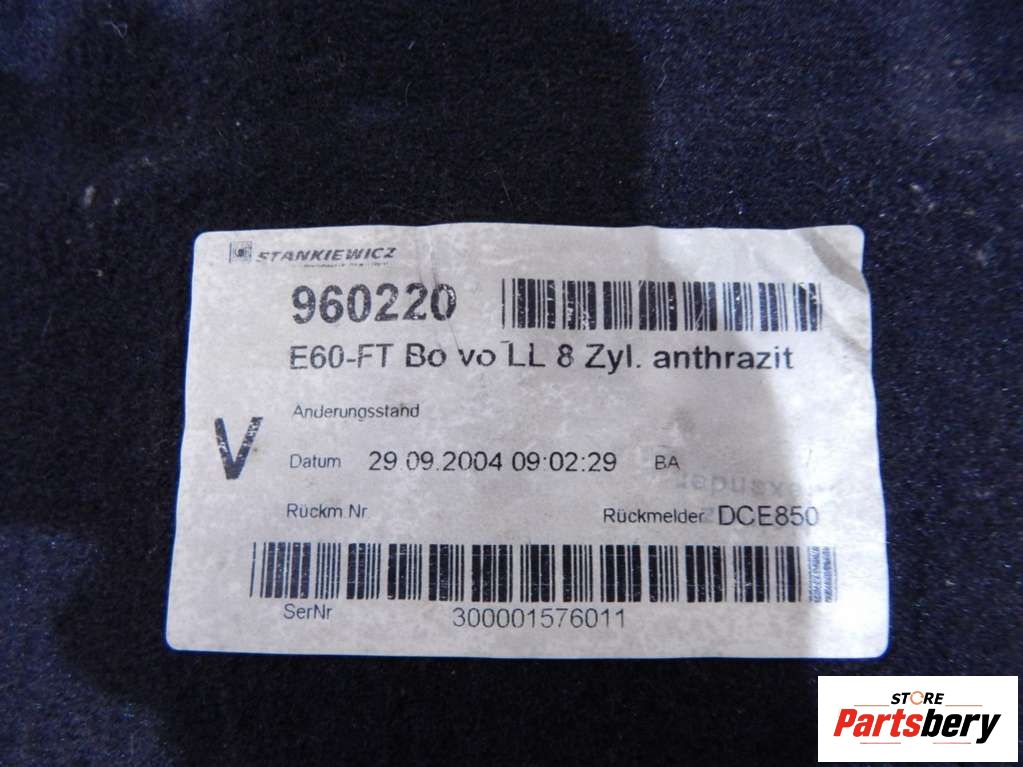 STANKIEWICZ
960220
E60-FT Bo vo LL 8 Zyl. anthrazit
Änderungsstand
V
Datum 29.09.2004 09:02:29 BA
Rückm.Nr Rückmelder DCE850
SerNr 300001576011
STORE
Partsbery